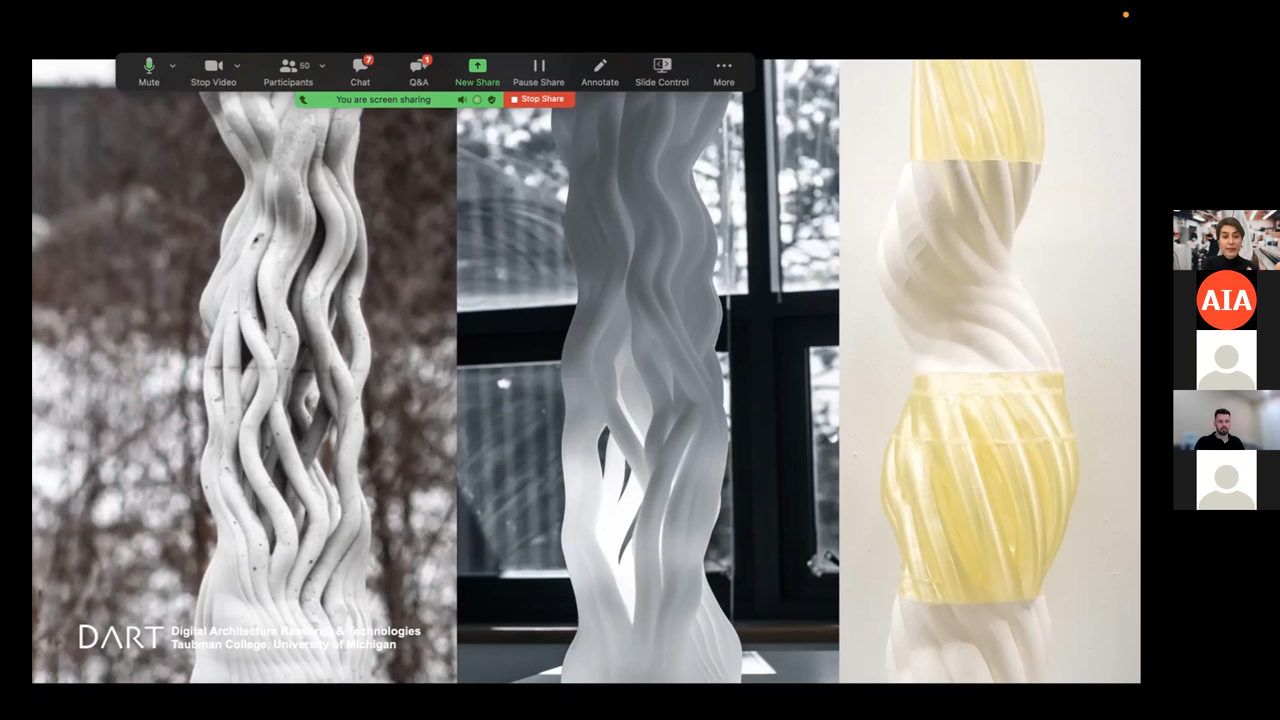 50
7
1
Mute
Stop Video
Participants
Chat
Q&A
New Share
Pause Share
Annotate
Slide Control
More
You are screen sharing
Stop Share
AIA
DART
Digital Architecture Research & Technologies
Taubman College, University of Michigan